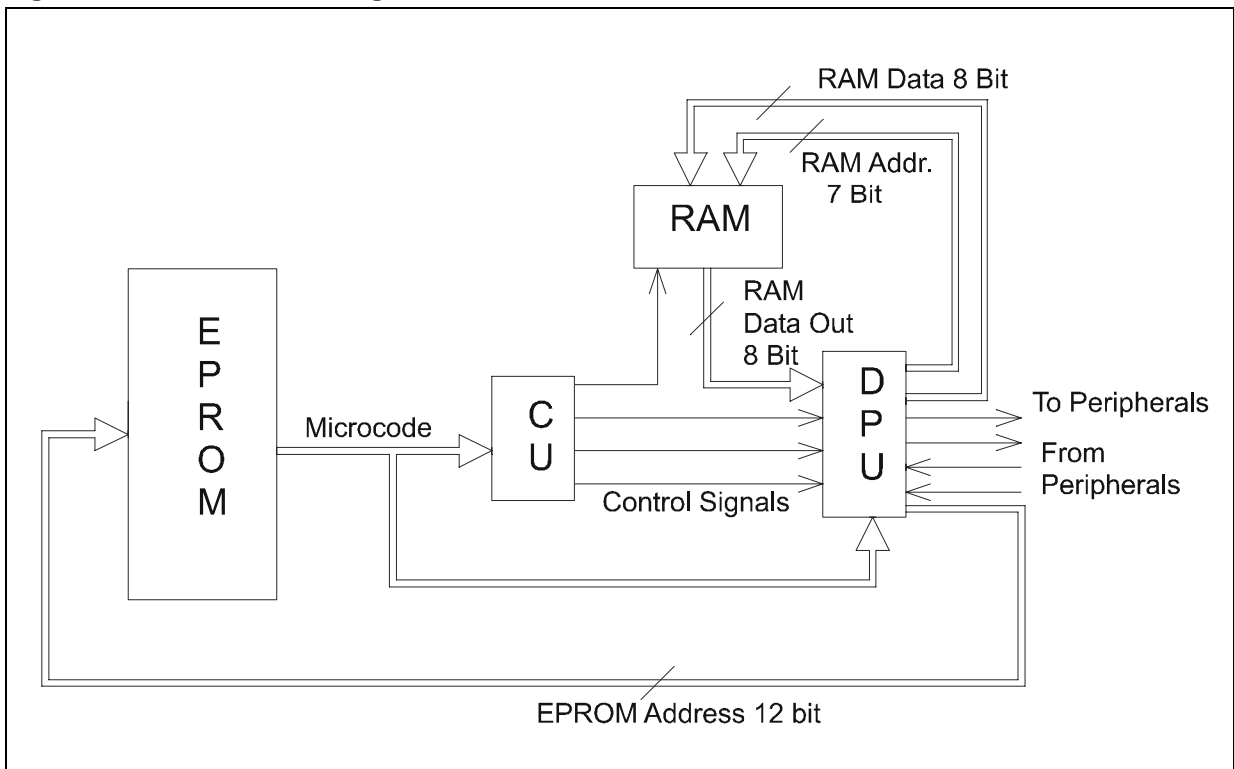 RAM Data 8 Bit
RAM Addr.
7 Bit
RAM
RAM
Data Out
8 Bit
E
P
R
O
M
Microcode
C
U
Control Signals
D
P
U
To Peripherals
From
Peripherals
EPROM Address 12 bit